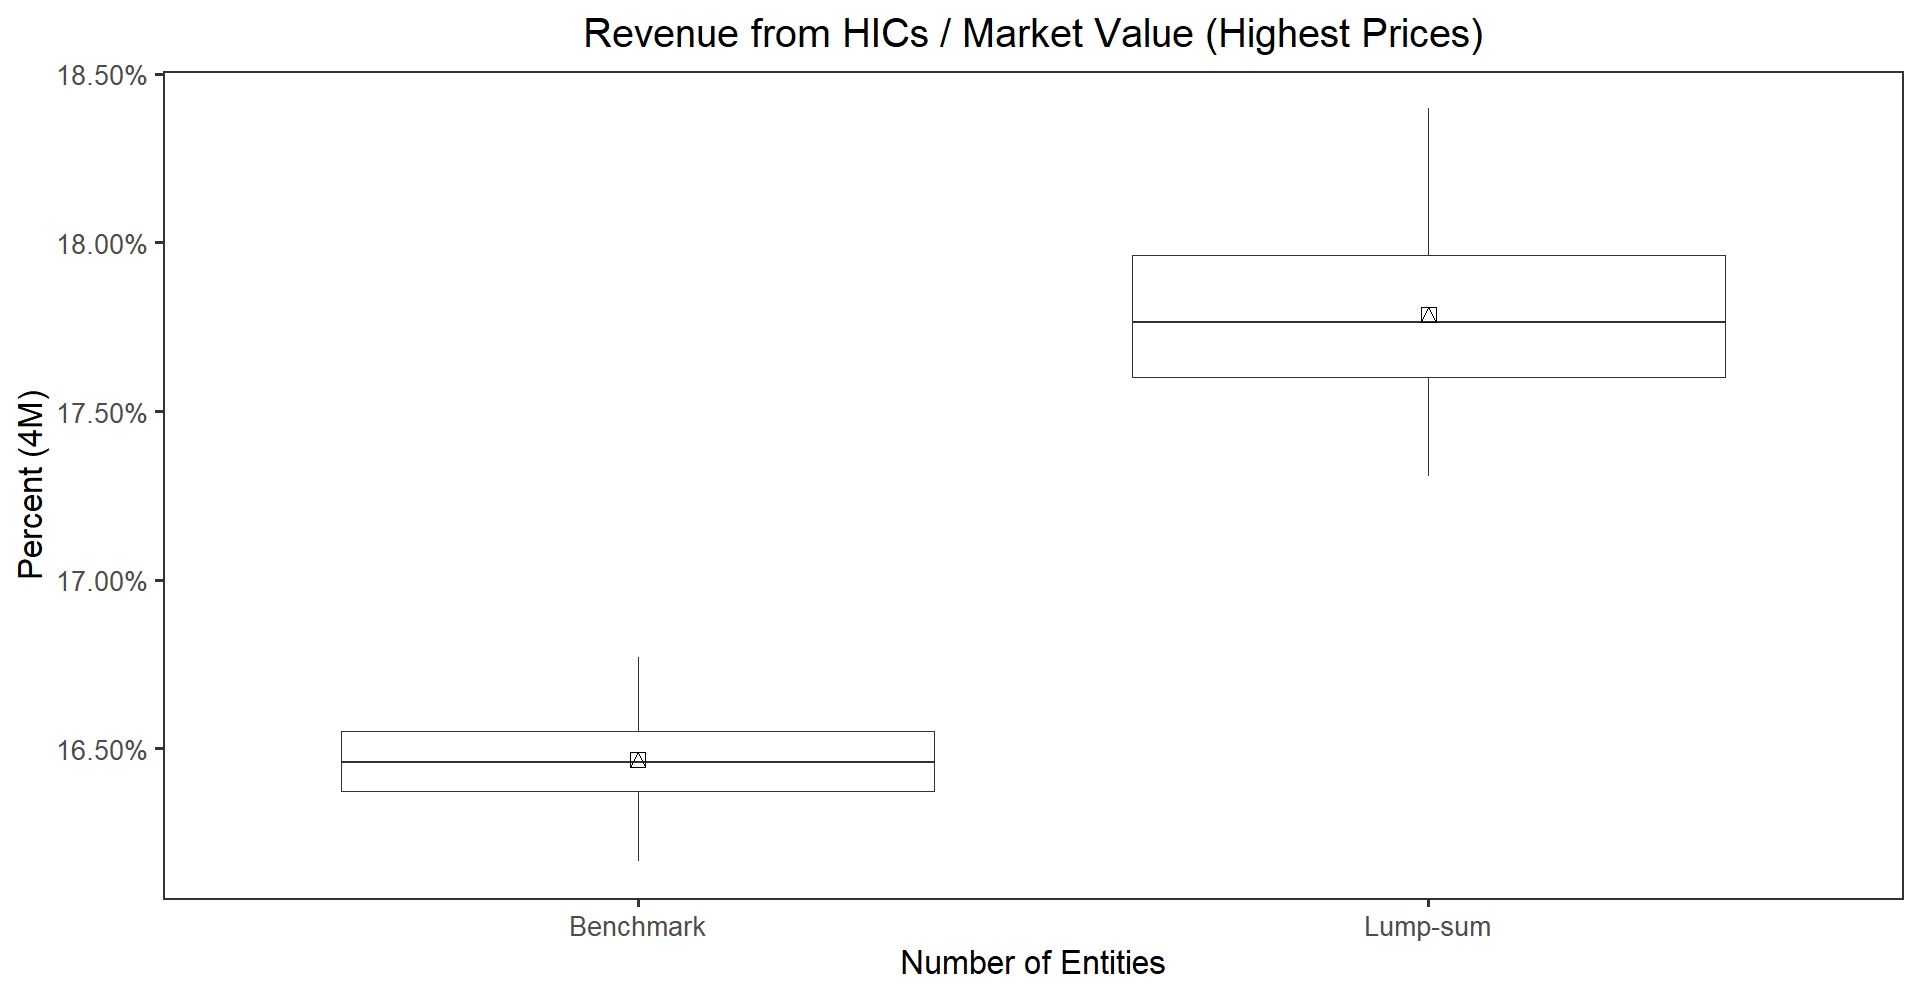 Revenue from HICs / Market Value (Highest Prices)
18.50%
18.00%
17.50%
17.00%
16.50%
Percent (4M)
Benchmark
Lump-sum
Number of Entities